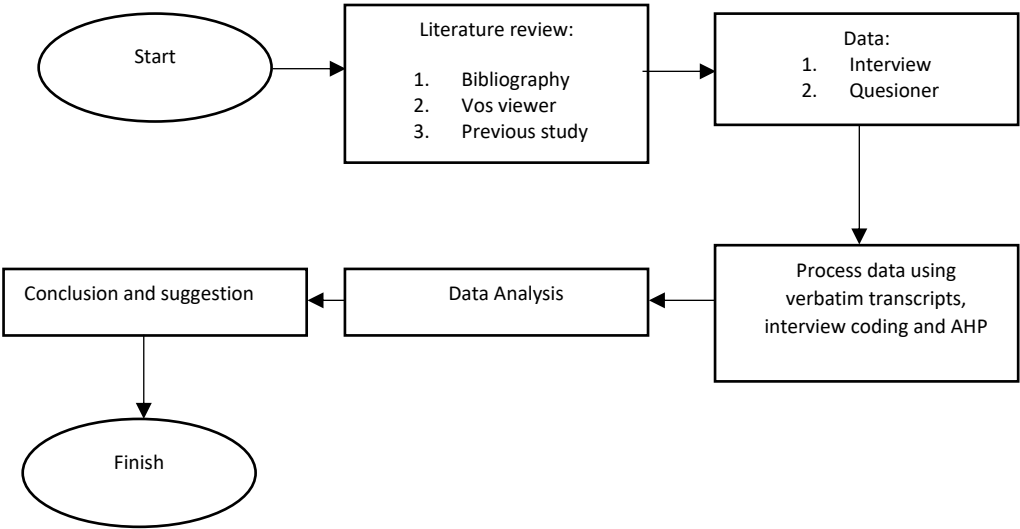 Start
Literature review:
1. Bibliography
2. Vos viewer
3. Previous study
Data:
1. Interview
2. Quesioner
Process data using
verbatim transcripts,
interview coding and AHP
Data Analysis
Conclusion and suggestion
Finish